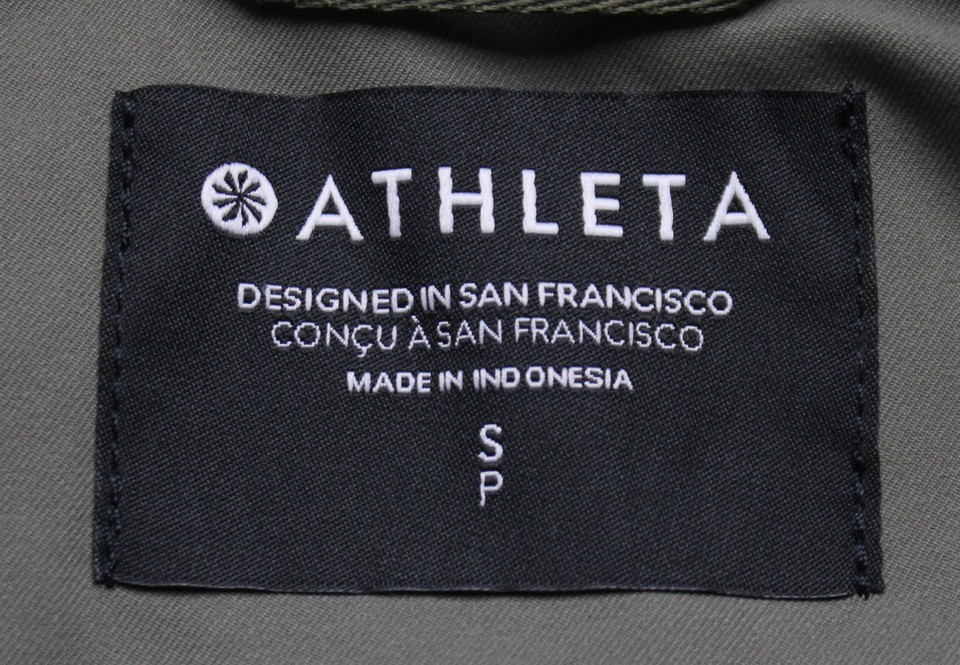 ATHLETA
DESIGNED IN SAN FRANCISCO
CONÇU À SAN FRANCISCO
MADE IN INDONESIA
S
P